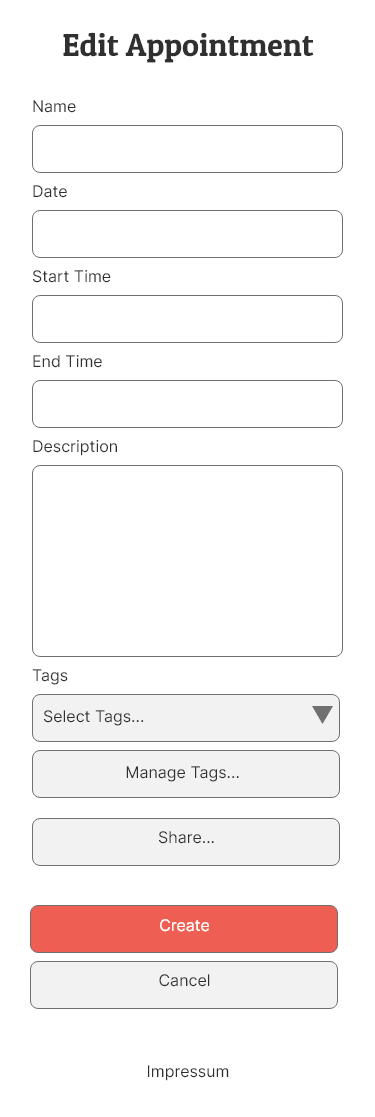 Edit Appointment
Name
Date
Start Time
End Time
Description
Tags
Select Tags...
Manage Tags...
Share...
Create
Cancel
Impressum